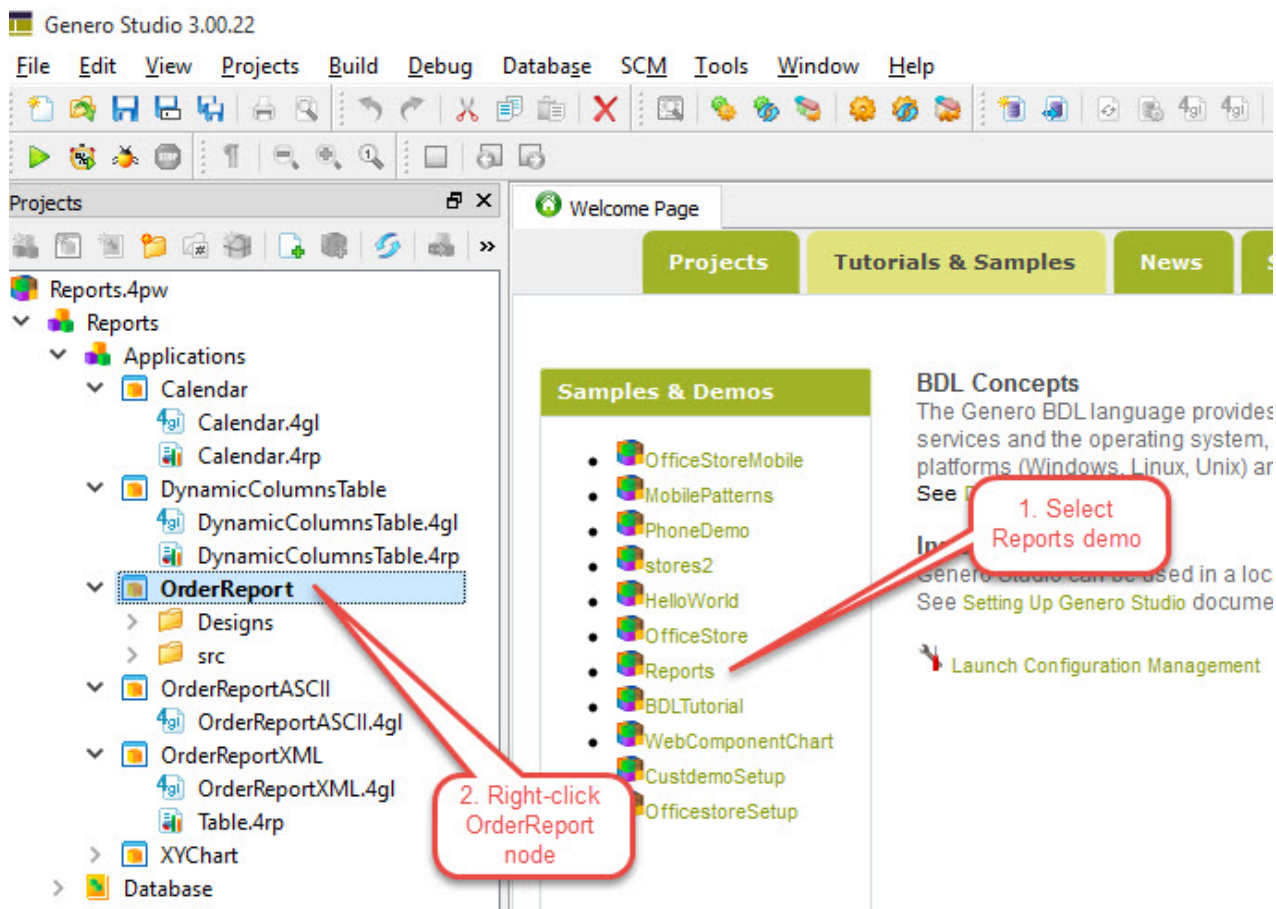 Genero Studio 3.00.22
File Edit View Projects Build Debug Database SCM Tools Window Help
Projects
Reports.4pw
Reports
Applications
Calendar
Calendar.4gl
Calendar.4rp
DynamicColumnsTable
DynamicColumnsTable.4gl
DynamicColumnsTable.4rp
OrderReport
Designs
src
OrderReportASCII
OrderReportASCII.4gl
OrderReportXML
OrderReportXML.4gl
Table.4rp
XYChart
Database
Welcome Page
Projects Tutorials & Samples News S
Samples & Demos
OfficeStoreMobile
MobilePatterns
PhoneDemo
stores2
HelloWorld
OfficeStore
Reports
BDLTutorial
WebComponentChart
CustdemoSetup
OfficestoreSetup
BDL Concepts
The Genero BDL language provides
services and the operating system,
platforms (Windows, Linux, Unix) an
See
Genero Studio can be used in a loc
See Setting Up Genero Studio docume
Launch Configuration Management
1. Select
Reports demo
2. Right-click
OrderReport
node